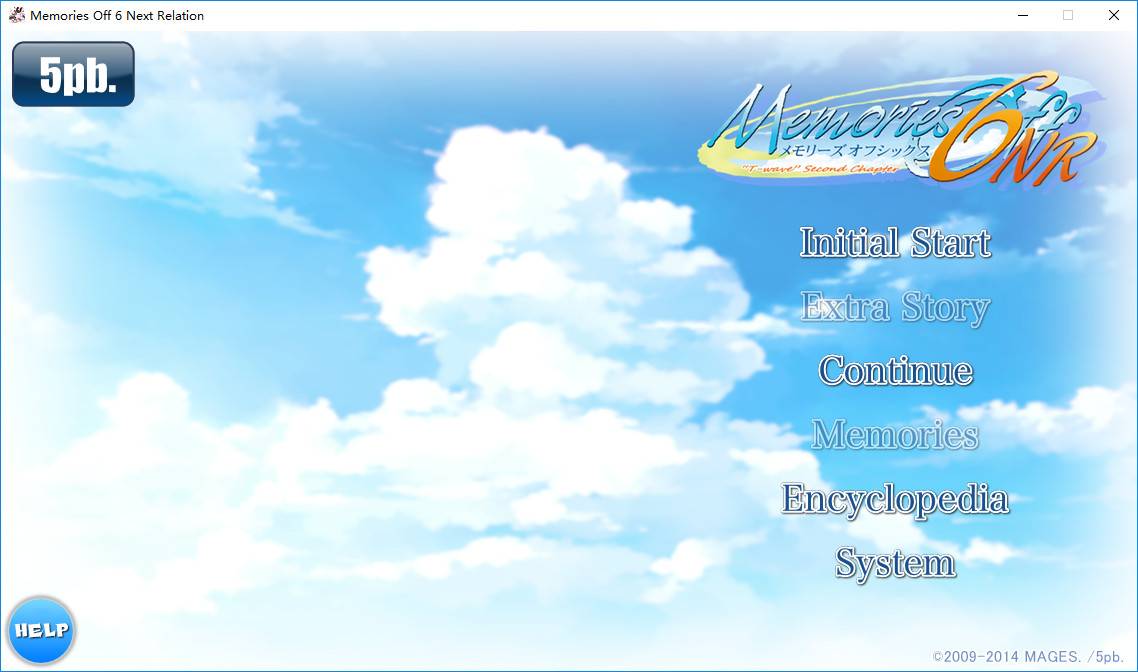 Memories Off 6 Next Relation
5pb.
Memories Off 6 NR
メモリーズ オフシックス
"T-wave" Second Chapter
Initial Start
Extra Story
Continue
Memories
Encyclopedia
System
HELP
©2009-2014 MAGES. /5pb.